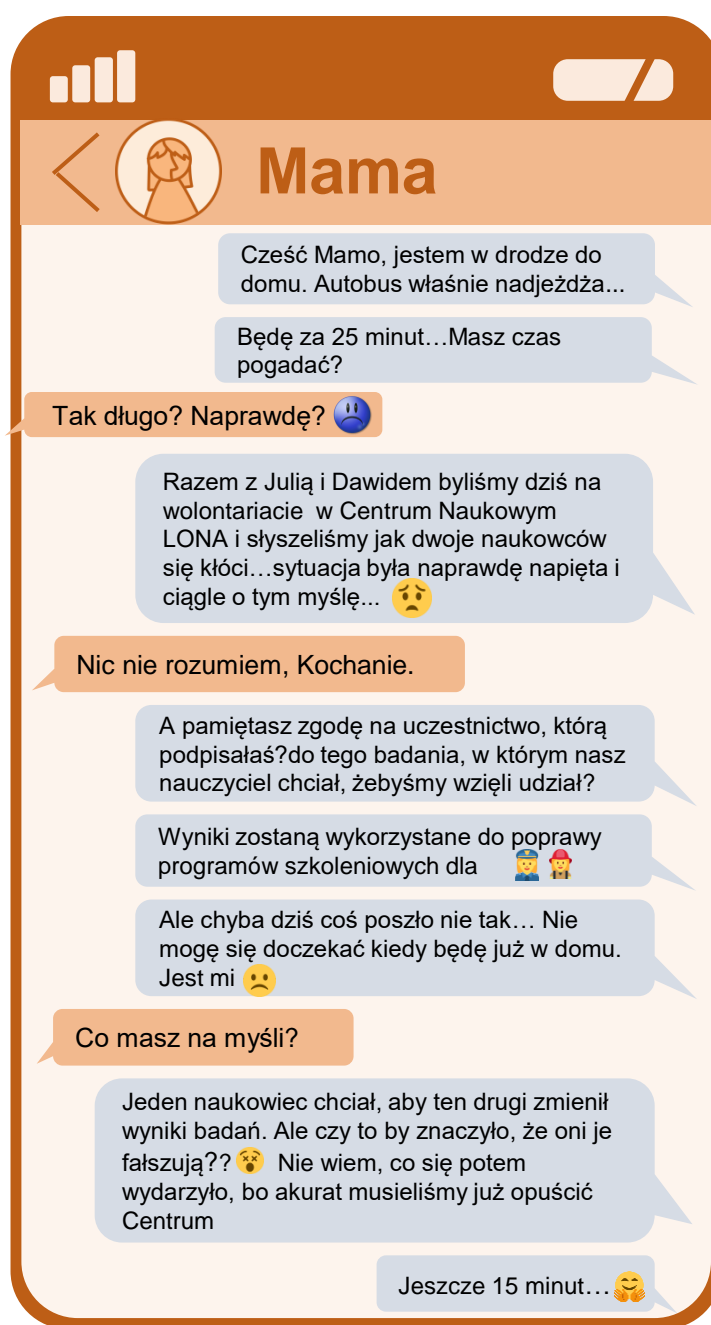 Mama
Cześć Mamo, jestem w drodze do
domu. Autobus właśnie nadjeżdża...
Będę za 25 minut…Masz czas
pogadać?
Tak długo? Naprawdę?
Razem z Julią i Dawidem byliśmy dziś na
wolontariacie w Centrum Naukowym
LONA i słyszeliśmy jak dwoje naukowców
się kłóci…sytuacja była naprawdę napięta i
ciągle o tym myślę...
Nic nie rozumiem, Kochanie.
A pamiętasz zgodę na uczestnictwo, którą
podpisałaś?do tego badania, w którym nasz
nauczyciel chciał, żebyśmy wzięli udział?
Wyniki zostaną wykorzystane do poprawy
programów szkoleniowych dla
Ale chyba dziś coś poszło nie tak… Nie
mogę się doczekać kiedy będę już w domu.
Jest mi
Co masz na myśli?
Jeden naukowiec chciał, aby ten drugi zmienił
wyniki badań. Ale czy to by znaczyło, że oni je
fałszują?? Nie wiem, co się potem
wydarzyło, bo akurat musieliśmy już opuścić
Centrum
Jeszcze 15 minut…